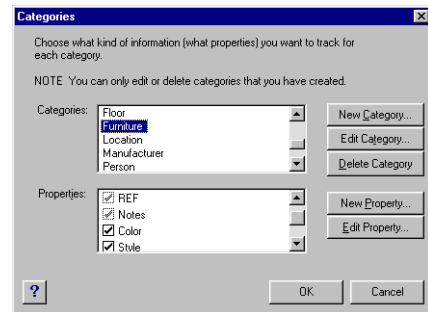 Categories
Choose what kind of information (what properties) you want to track for
each category.
NOTE You can only edit or delete categories that you have created.
Categories:
Floor
Furniture
Location
Manufacturer
Person
New Category...
Edit Category...
Delete Category
Properties:
REF
Notes
Color
Style
New Property...
Edit Property...
?
OK
Cancel